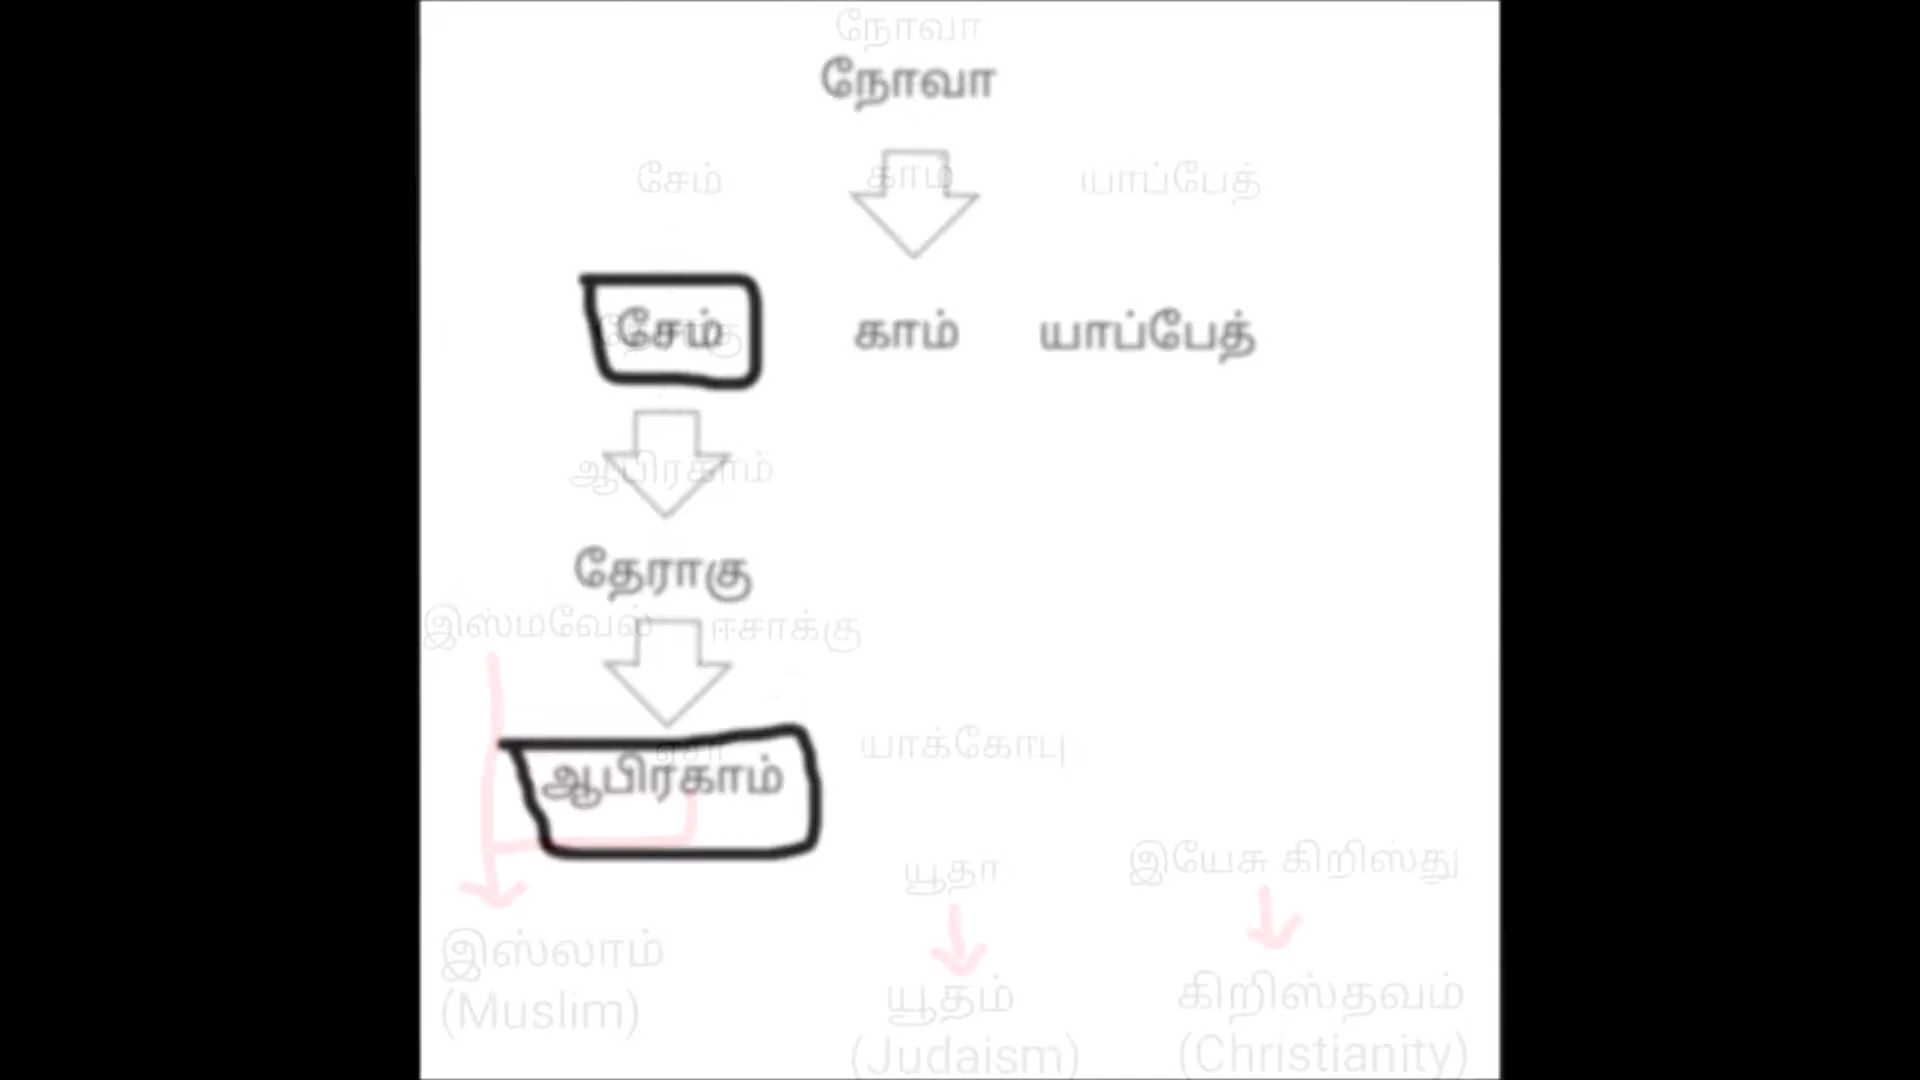 நோவா
நோவா
சேம் காம் யாப்பேத்
சேம் காம் யாப்பேத்
ஆபிரகாம்
தேராகு
இஸ்மவேல் ஈசாக்கு
யாக்கோபு
ஆபிரகாம்
இயேசு கிறிஸ்து
யூதா
இஸ்லாம்
யூதம் கிறிஸ்தவம்
(Muslim)
(Judaism) (Christianity)